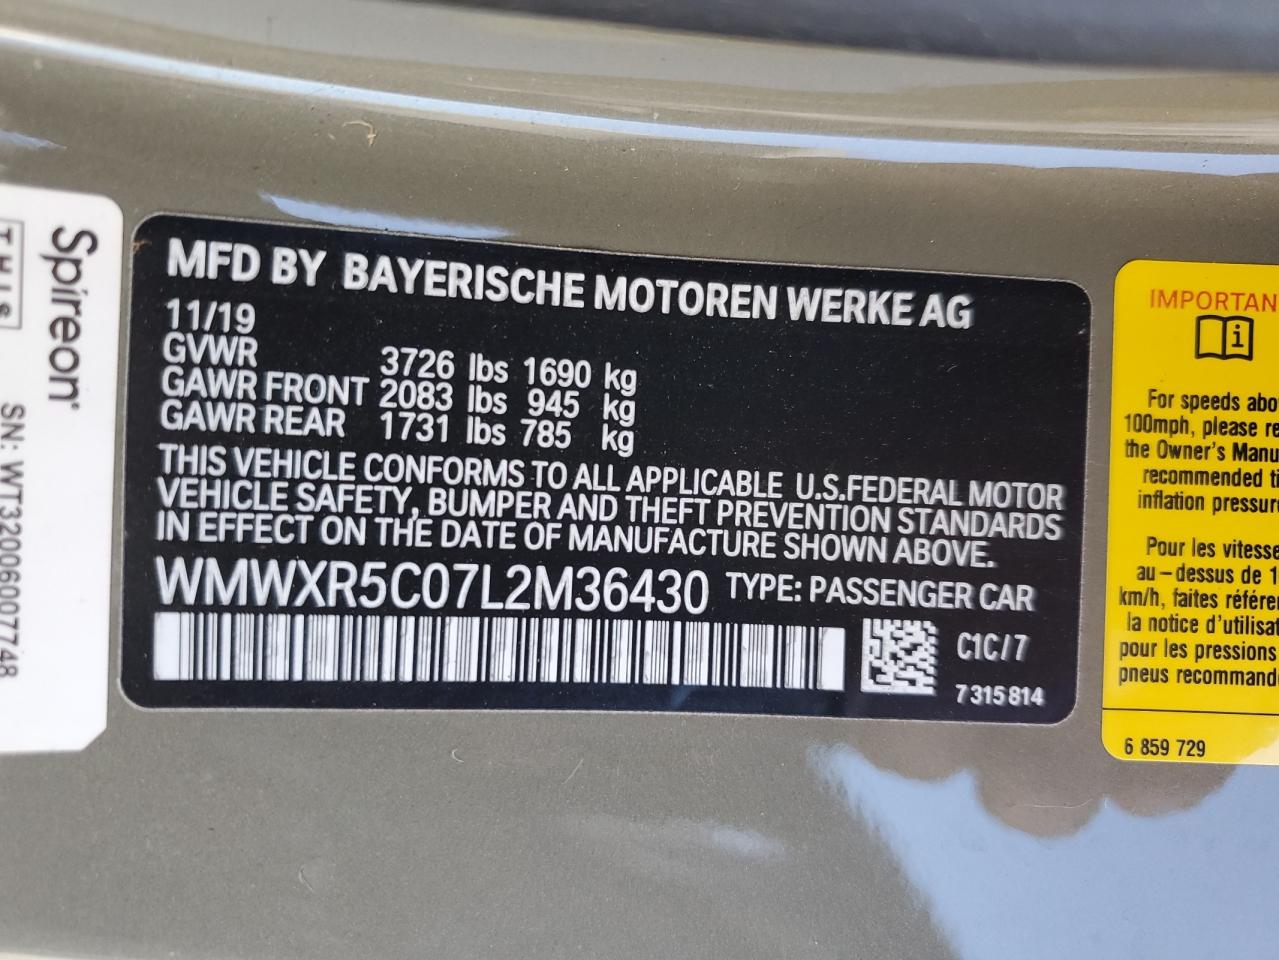 Spireon
THIS
SN: WT32006007748
MFD BY BAYERISCHE MOTOREN WERKE AG
11/19
GVWR 3726 lbs 1690 kg
GAWR FRONT 2083 lbs 945 kg
GAWR REAR 1731 lbs 785 kg
THIS VEHICLE CONFORMS TO ALL APPLICABLE U.S.FEDERAL MOTOR
VEHICLE SAFETY, BUMPER AND THEFT PREVENTION STANDARDS
IN EFFECT ON THE DATE OF MANUFACTURE SHOWN ABOVE.
WMWXR5C07L2M36430 TYPE: PASSENGER CAR
C1C/7
7 315 814
IMPORTAN
i
For speeds abo
100mph, please re
the Owner's Manu
recommended ti
inflation pressure
Pour les vitesse
au-dessus de 1
km/h, faites référen
la notice d'utilisat
pour les pressions
pneus recommandé
6 859 729